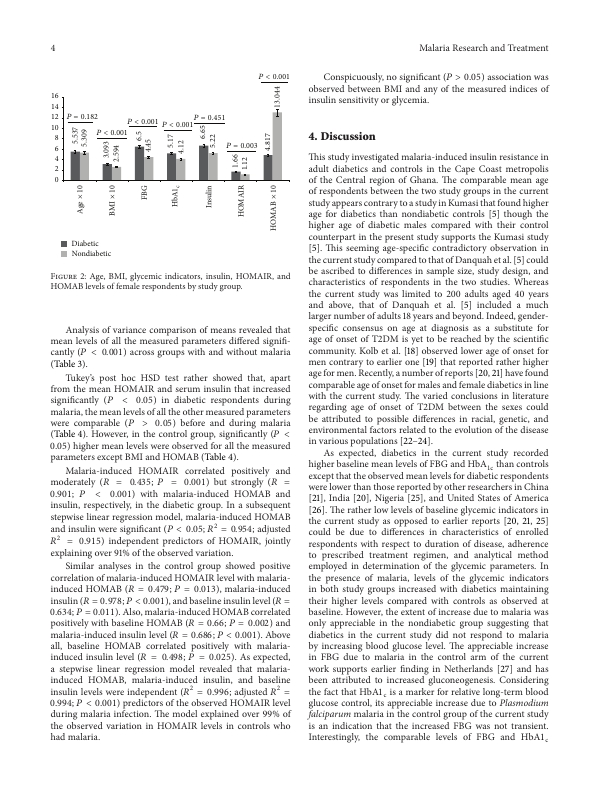 4
Malaria Research and Treatment
P < 0.001
16
14
12
10
8
6
4
2
0
P = 0.182
P < 0.001
P < 0.001
P < 0.001
P = 0.451
P = 0.003
5.537
5.309
3.093
2.594
6.5
4.45
5.17
4.12
6.65
5.22
1.66
1.12
4.817
13.044
Age × 10
BMI × 10
FBG
HbA1c
Insulin
HOMAIR
HOMAB × 10
Diabetic
Nondiabetic
Figure 2: Age, BMI, glycemic indicators, insulin, HOMAIR, and
HOMAB levels of female respondents by study group.
Analysis of variance comparison of means revealed that
mean levels of all the measured parameters differed signifi-
cantly (P < 0.001) across groups with and without malaria
(Table 3).
Tukey's post hoc HSD test rather showed that, apart
from the mean HOMAIR and serum insulin that increased
significantly (P < 0.05) in diabetic respondents during
malaria, the mean levels of all the other measured parameters
were comparable (P > 0.05) before and during malaria
(Table 4). However, in the control group, significantly (P <
0.05) higher mean levels were observed for all the measured
parameters except BMI and HOMAB (Table 4).
Malaria-induced HOMAIR correlated positively and
moderately (R = 0.435; P = 0.001) but strongly (R =
0.901; P < 0.001) with malaria-induced HOMAB and
insulin, respectively, in the diabetic group. In a subsequent
stepwise linear regression model, malaria-induced HOMAB
and insulin were significant (P < 0.05; R² = 0.954; adjusted
R² = 0.915) independent predictors of HOMAIR, jointly
explaining over 91% of the observed variation.
Similar analyses in the control group showed positive
correlation of malaria-induced HOMAIR level with malaria-
induced HOMAB (R = 0.479; P = 0.013), malaria-induced
insulin (R = 0.978; P < 0.001), and baseline insulin level (R =
0.634; P = 0.011). Also, malaria-induced HOMAB correlated
positively with baseline HOMAB (R = 0.66; P = 0.002) and
malaria-induced insulin level (R = 0.686; P < 0.001). Above
all, baseline HOMAB correlated positively with malaria-
induced insulin level (R = 0.498; P = 0.025). As expected,
a stepwise linear regression model revealed that malaria-
induced HOMAB, malaria-induced insulin, and baseline
insulin levels were independent (R² = 0.996; adjusted R² =
0.994; P < 0.001) predictors of the observed HOMAIR level
during malaria infection. The model explained over 99% of
the observed variation in HOMAIR levels in controls who
had malaria.
Conspicuously, no significant (P > 0.05) association was
observed between BMI and any of the measured indices of
insulin sensitivity or glycemia.
4. Discussion
This study investigated malaria-induced insulin resistance in
adult diabetics and controls in the Cape Coast metropolis
of the Central region of Ghana. The comparable mean age
of respondents between the two study groups in the current
study appears contrary to a study in Kumasi that found higher
age for diabetics than nondiabetic controls [5] though the
higher age of diabetic males compared with their control
counterpart in the present study supports the Kumasi study
[5]. This seeming age-specific contradictory observation in
the current study compared to that of Danquah et al. [5] could
be ascribed to differences in sample size, study design, and
characteristics of respondents in the two studies. Whereas
the current study was limited to 200 adults aged 40 years
and above, that of Danquah et al. [5] included a much
larger number of adults 18 years and beyond. Indeed, gender-
specific consensus on age at diagnosis as a substitute for
age of onset of T2DM is yet to be reached by the scientific
community. Kolb et al. [18] observed lower age of onset for
men contrary to earlier one [19] that reported rather higher
age for men. Recently, a number of reports [20, 21] have found
comparable age of onset for males and female diabetics in line
with the current study. The varied conclusions in literature
regarding age of onset of T2DM between the sexes could
be attributed to possible differences in racial, genetic, and
environmental factors related to the evolution of the disease
in various populations [22–24].
As expected, diabetics in the current study recorded
higher baseline mean levels of FBG and HbA1c than controls
except that the observed mean levels for diabetic respondents
were lower than those reported by other researchers in China
[21], India [20], Nigeria [25], and United States of America
[26]. The rather low levels of baseline glycemic indicators in
the current study as opposed to earlier reports [20, 21, 25]
could be due to differences in characteristics of enrolled
respondents with respect to duration of disease, adherence
to prescribed treatment regimen, and analytical method
employed in determination of the glycemic parameters. In
the presence of malaria, levels of the glycemic indicators
in both study groups increased with diabetics maintaining
their higher levels compared with controls as observed at
baseline. However, the extent of increase due to malaria was
only appreciable in the nondiabetic group suggesting that
diabetics in the current study did not respond to malaria
by increasing blood glucose level. The appreciable increase
in FBG due to malaria in the control arm of the current
work supports earlier finding in Netherlands [27] and has
been attributed to increased gluconeogenesis. Considering
the fact that HbA1c is a marker for relative long-term blood
glucose control, its appreciable increase due to Plasmodium
falciparum malaria in the control group of the current study
is an indication that the increased FBG was not transient.
Interestingly, the comparable levels of FBG and HbA1c